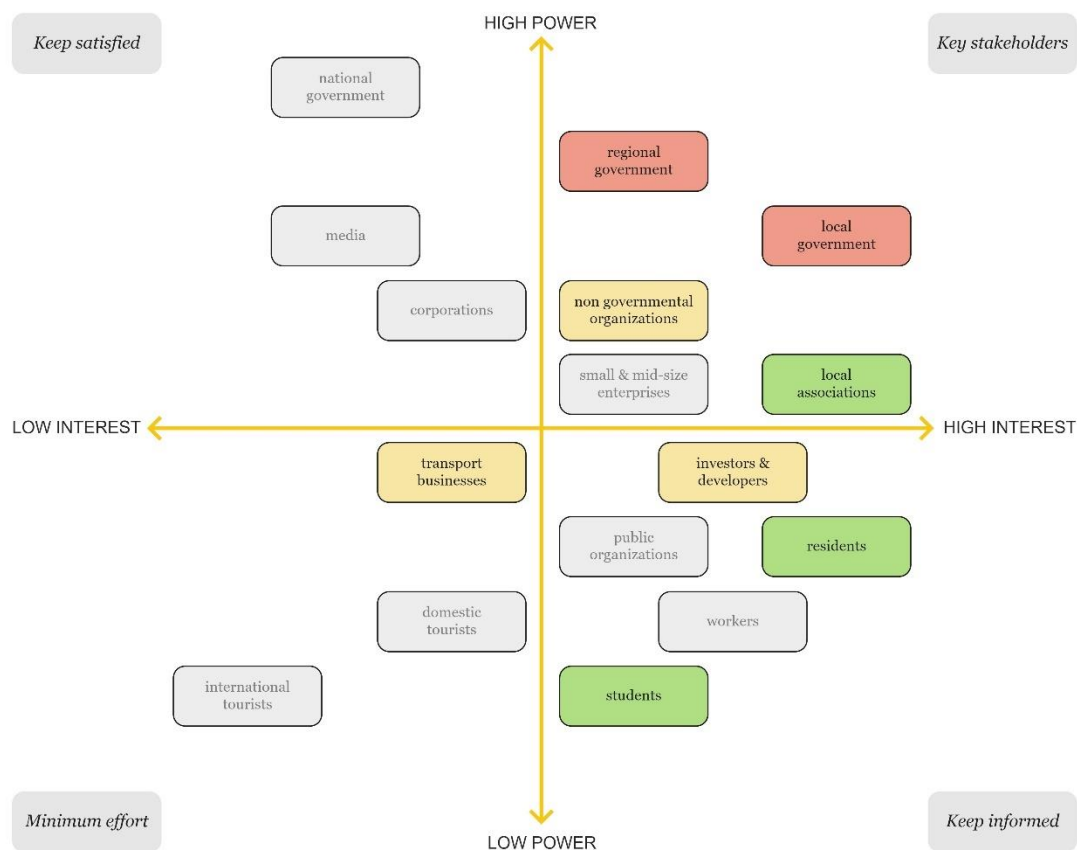 HIGH POWER
Keep satisfied
Key stakeholders
national
government
regional
government
media
local
government
corporations
non governmental
organizations
small & mid-size
enterprises
local
associations
LOW INTEREST
HIGH INTEREST
transport
businesses
investors &
developers
public
organizations
residents
domestic
tourists
workers
international
tourists
students
Minimum effort
Keep informed
LOW POWER